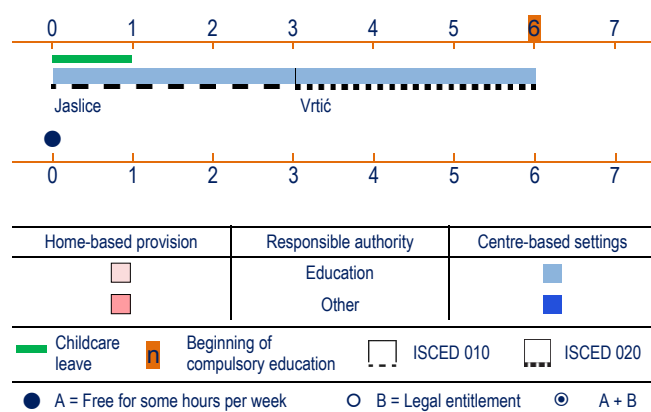 0 1 2 3 4 5 6 7
Jaslice Vrtić
0 1 2 3 4 5 6 7
Home-based provision Responsible authority Centre-based settings
Education
Other
Childcare leave
n Beginning of compulsory education
ISCED 010 ISCED 020
A = Free for some hours per week B = Legal entitlement A + B